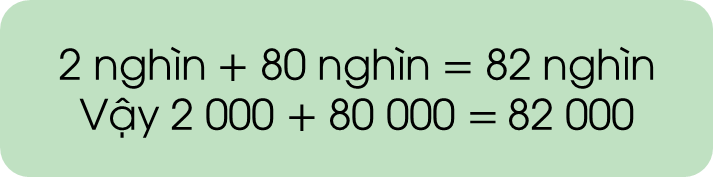 2 nghìn + 80 nghìn = 82 nghìn
Vậy 2 000 + 80 000 = 82 000